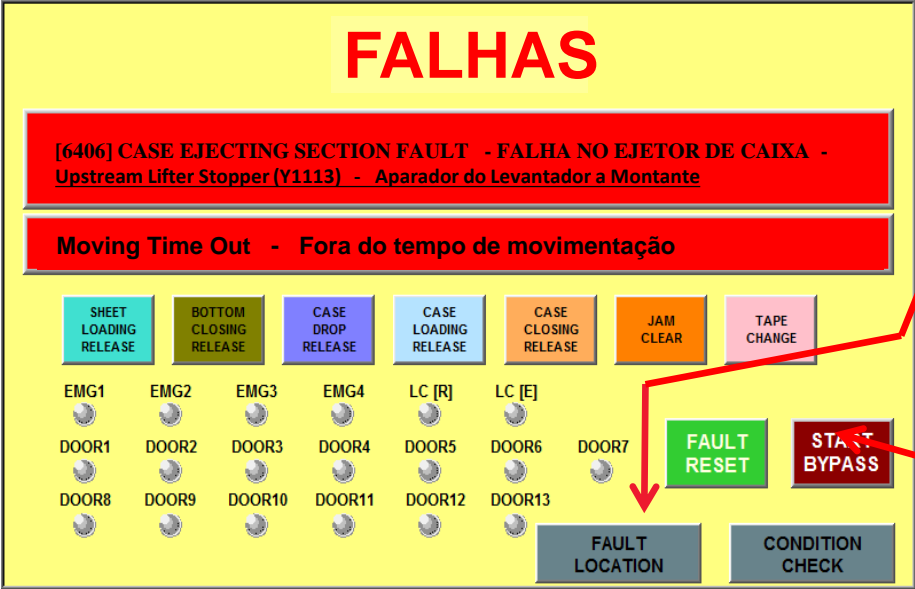 FALHAS
[6406] CASE EJECTING SECTION FAULT - FALHA NO EJETOR DE CAIXA -
Upstream Lifter Stopper (Y1113) - Aparador do Levantador a Montante
Moving Time Out - Fora do tempo de movimentação
SHEET
LOADING
RELEASE
BOTTOM
CLOSING
RELEASE
CASE
DROP
RELEASE
CASE
LOADING
RELEASE
CASE
CLOSING
RELEASE
JAM
CLEAR
TAPE
CHANGE
EMG1 EMG2 EMG3 EMG4 LC [R] LC [E]
DOOR1 DOOR2 DOOR3 DOOR4 DOOR5 DOOR6 DOOR7
DOOR8 DOOR9 DOOR10 DOOR11 DOOR12 DOOR13
FAULT
RESET
START
BYPASS
FAULT
LOCATION
CONDITION
CHECK